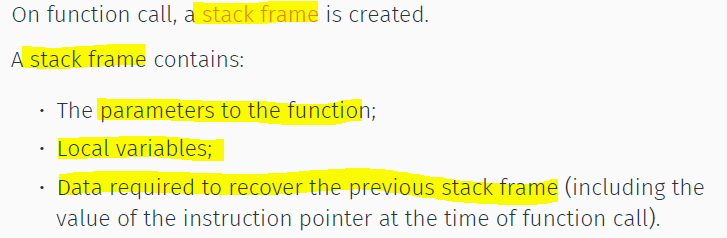 On function call, a stack frame is created.
A stack frame contains:
• The parameters to the function;
• Local variables;
• Data required to recover the previous stack frame (including the
value of the instruction pointer at the time of function call).